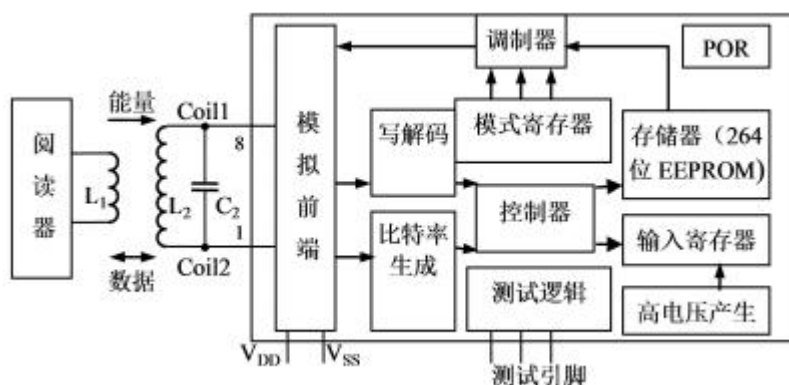 阅读器
能量
数据
L₁
Coil1
8
L₂
C₂
1
Coil2
模拟前端
V_DD
V_SS
调制器
POR
写解码
模式寄存器
存储器（264
位 EEPROM)
控制器
比特率
生成
输入寄存器
测试逻辑
高电压产生
测试引脚